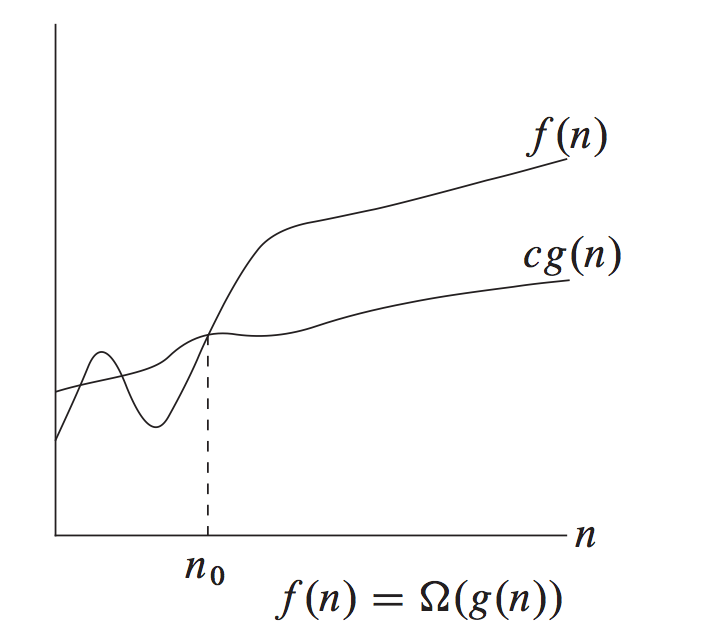 f(n)
cg(n)
n
n₀
f(n) = Ω(g(n))